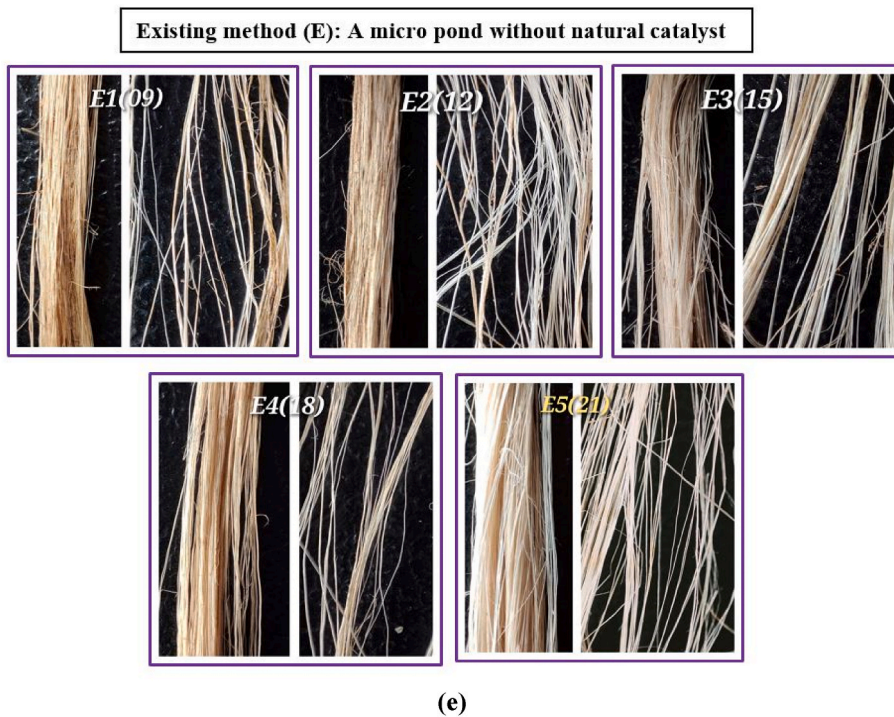 Existing method (E): A micro pond without natural catalyst
E1(09)
E2(12)
E3(15)
E4(18)
E5(21)
(e)